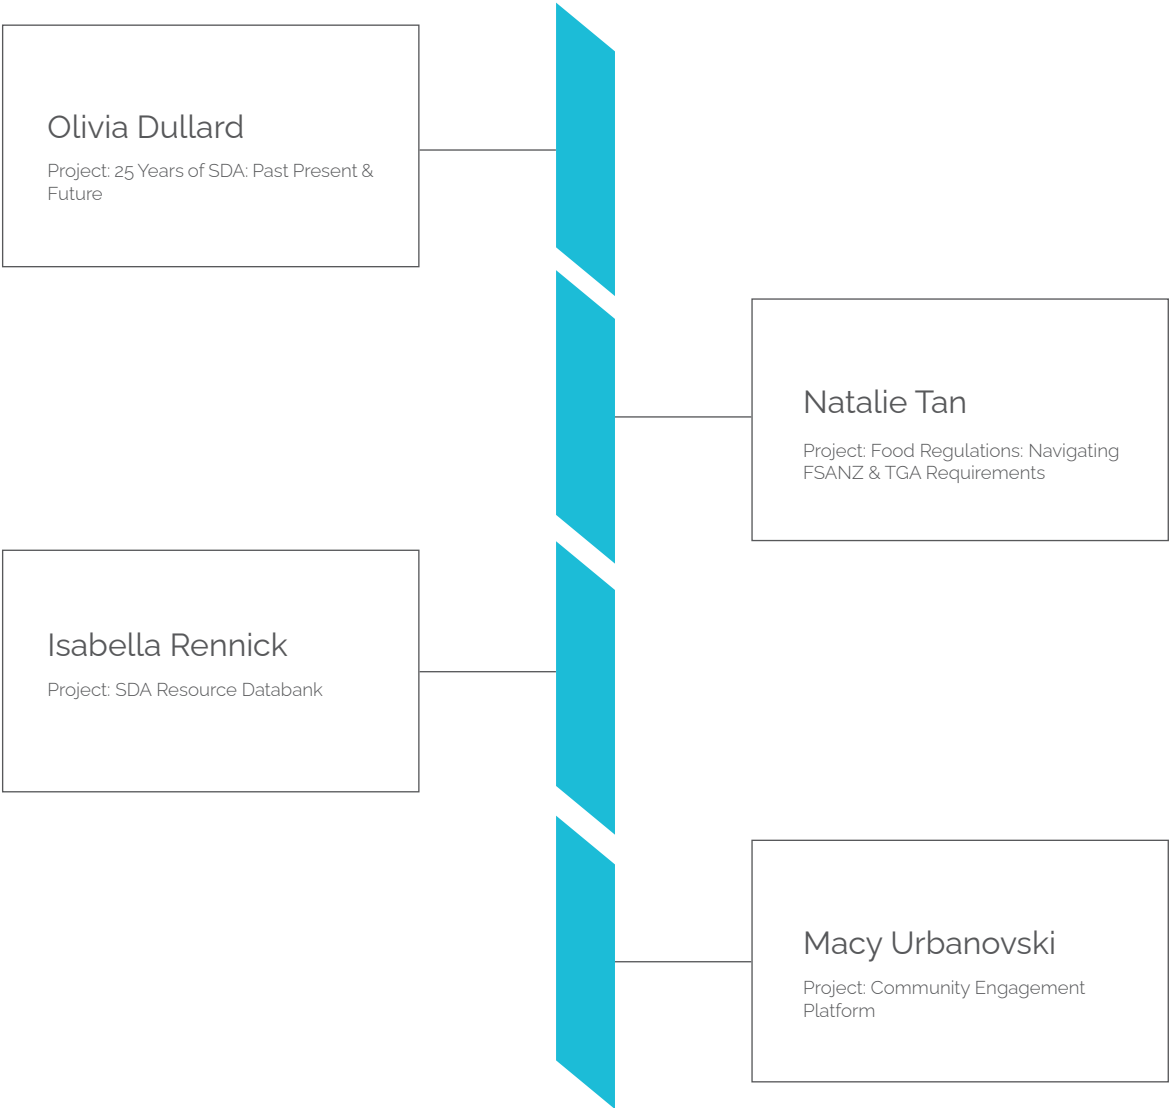 Olivia Dullard
Project: 25 Years of SDA: Past Present &
Future
Natalie Tan
Project: Food Regulations: Navigating
FSANZ & TGA Requirements
Isabella Rennick
Project: SDA Resource Databank
Macy Urbanovski
Project: Community Engagement
Platform